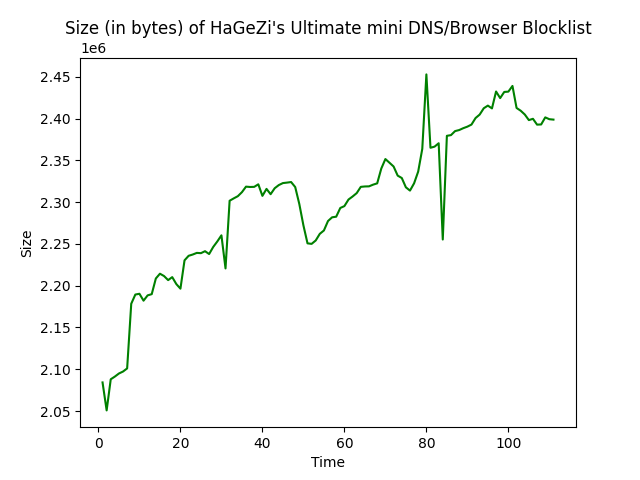 Size (in bytes) of HaGeZi's Ultimate mini DNS/Browser Blocklist
1e6
2.45
2.40
2.35
2.30
2.25
2.20
2.15
2.10
2.05
Size
0 20 40 60 80 100
Time